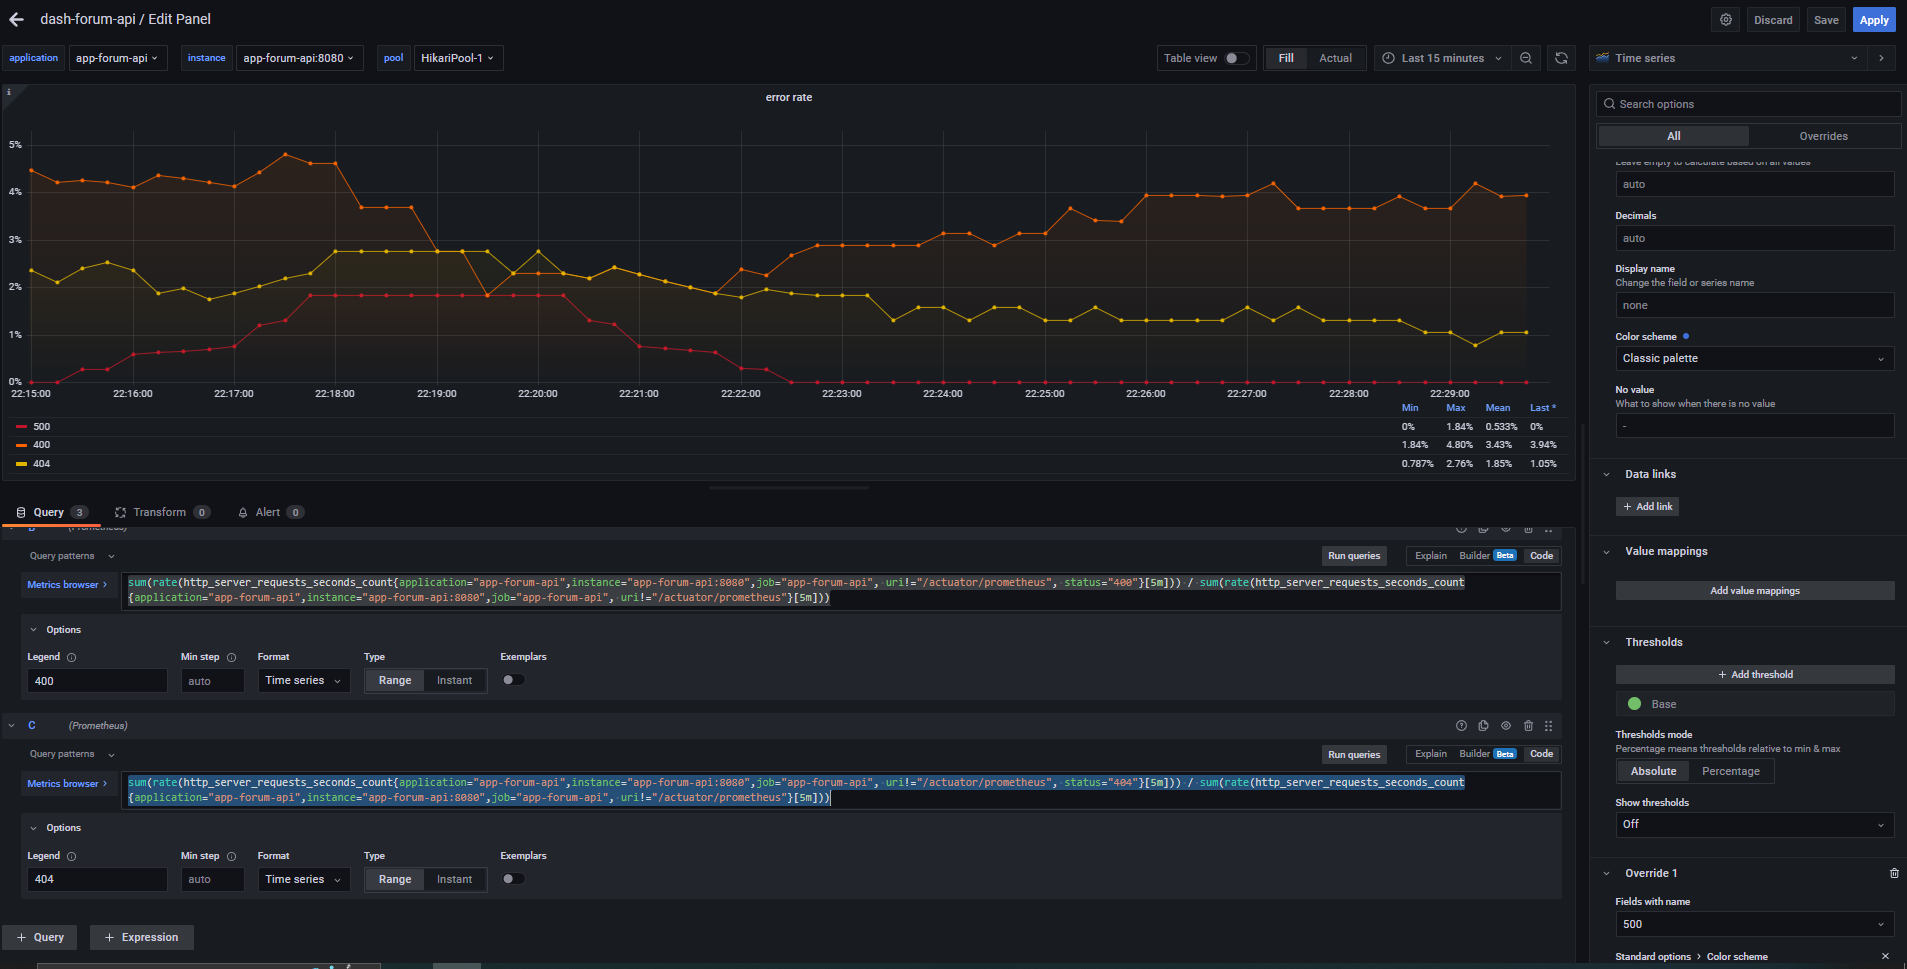 dash-forum-api / Edit Panel
Discard
Save
Apply
application
app-forum-api
instance
app-forum-api:8080
pool
HikariPool-1
Table view
Fill
Actual
Last 15 minutes
Time series
error rate
Search options
All
Overrides
Leave empty to calculate based on all values
auto
Decimals
auto
Display name
Change the field or series name
none
Color scheme
Classic palette
No value
What to show when there is no value
-
Data links
+ Add link
Value mappings
Add value mappings
Thresholds
+ Add threshold
Base
Thresholds mode
Percentage means thresholds relative to min & max
Absolute
Percentage
Show thresholds
Off
Override 1
Fields with name
500
Standard options > Color scheme
5%
4%
3%
2%
1%
0%
22:15:00 22:16:00 22:17:00 22:18:00 22:19:00 22:20:00 22:21:00 22:22:00 22:23:00 22:24:00 22:25:00 22:26:00 22:27:00 22:28:00 22:29:00
Min Max Mean Last *
500 0% 1.84% 0.533% 0%
400 1.84% 4.80% 3.43% 3.94%
404 0.787% 2.76% 1.85% 1.05%
Query 3
Transform 0
Alert 0
B (Prometheus)
Query patterns
Run queries
Explain
Builder Beta
Code
Metrics browser >
sum(rate(http_server_requests_seconds_count{application="app-forum-api",instance="app-forum-api:8080",job="app-forum-api", uri!="/actuator/prometheus", status="400"}[5m])) / sum(rate(http_server_requests_seconds_count
{application="app-forum-api",instance="app-forum-api:8080",job="app-forum-api", uri!="/actuator/prometheus"}[5m]))
Options
Legend
Min step
Format
Type
Exemplars
400
auto
Time series
Range
Instant
C (Prometheus)
Query patterns
Run queries
Explain
Builder Beta
Code
Metrics browser >
sum(rate(http_server_requests_seconds_count{application="app-forum-api",instance="app-forum-api:8080",job="app-forum-api", uri!="/actuator/prometheus", status="404"}[5m])) / sum(rate(http_server_requests_seconds_count
{application="app-forum-api",instance="app-forum-api:8080",job="app-forum-api", uri!="/actuator/prometheus"}[5m]))
Options
Legend
Min step
Format
Type
Exemplars
404
auto
Time series
Range
Instant
+ Query
+ Expression